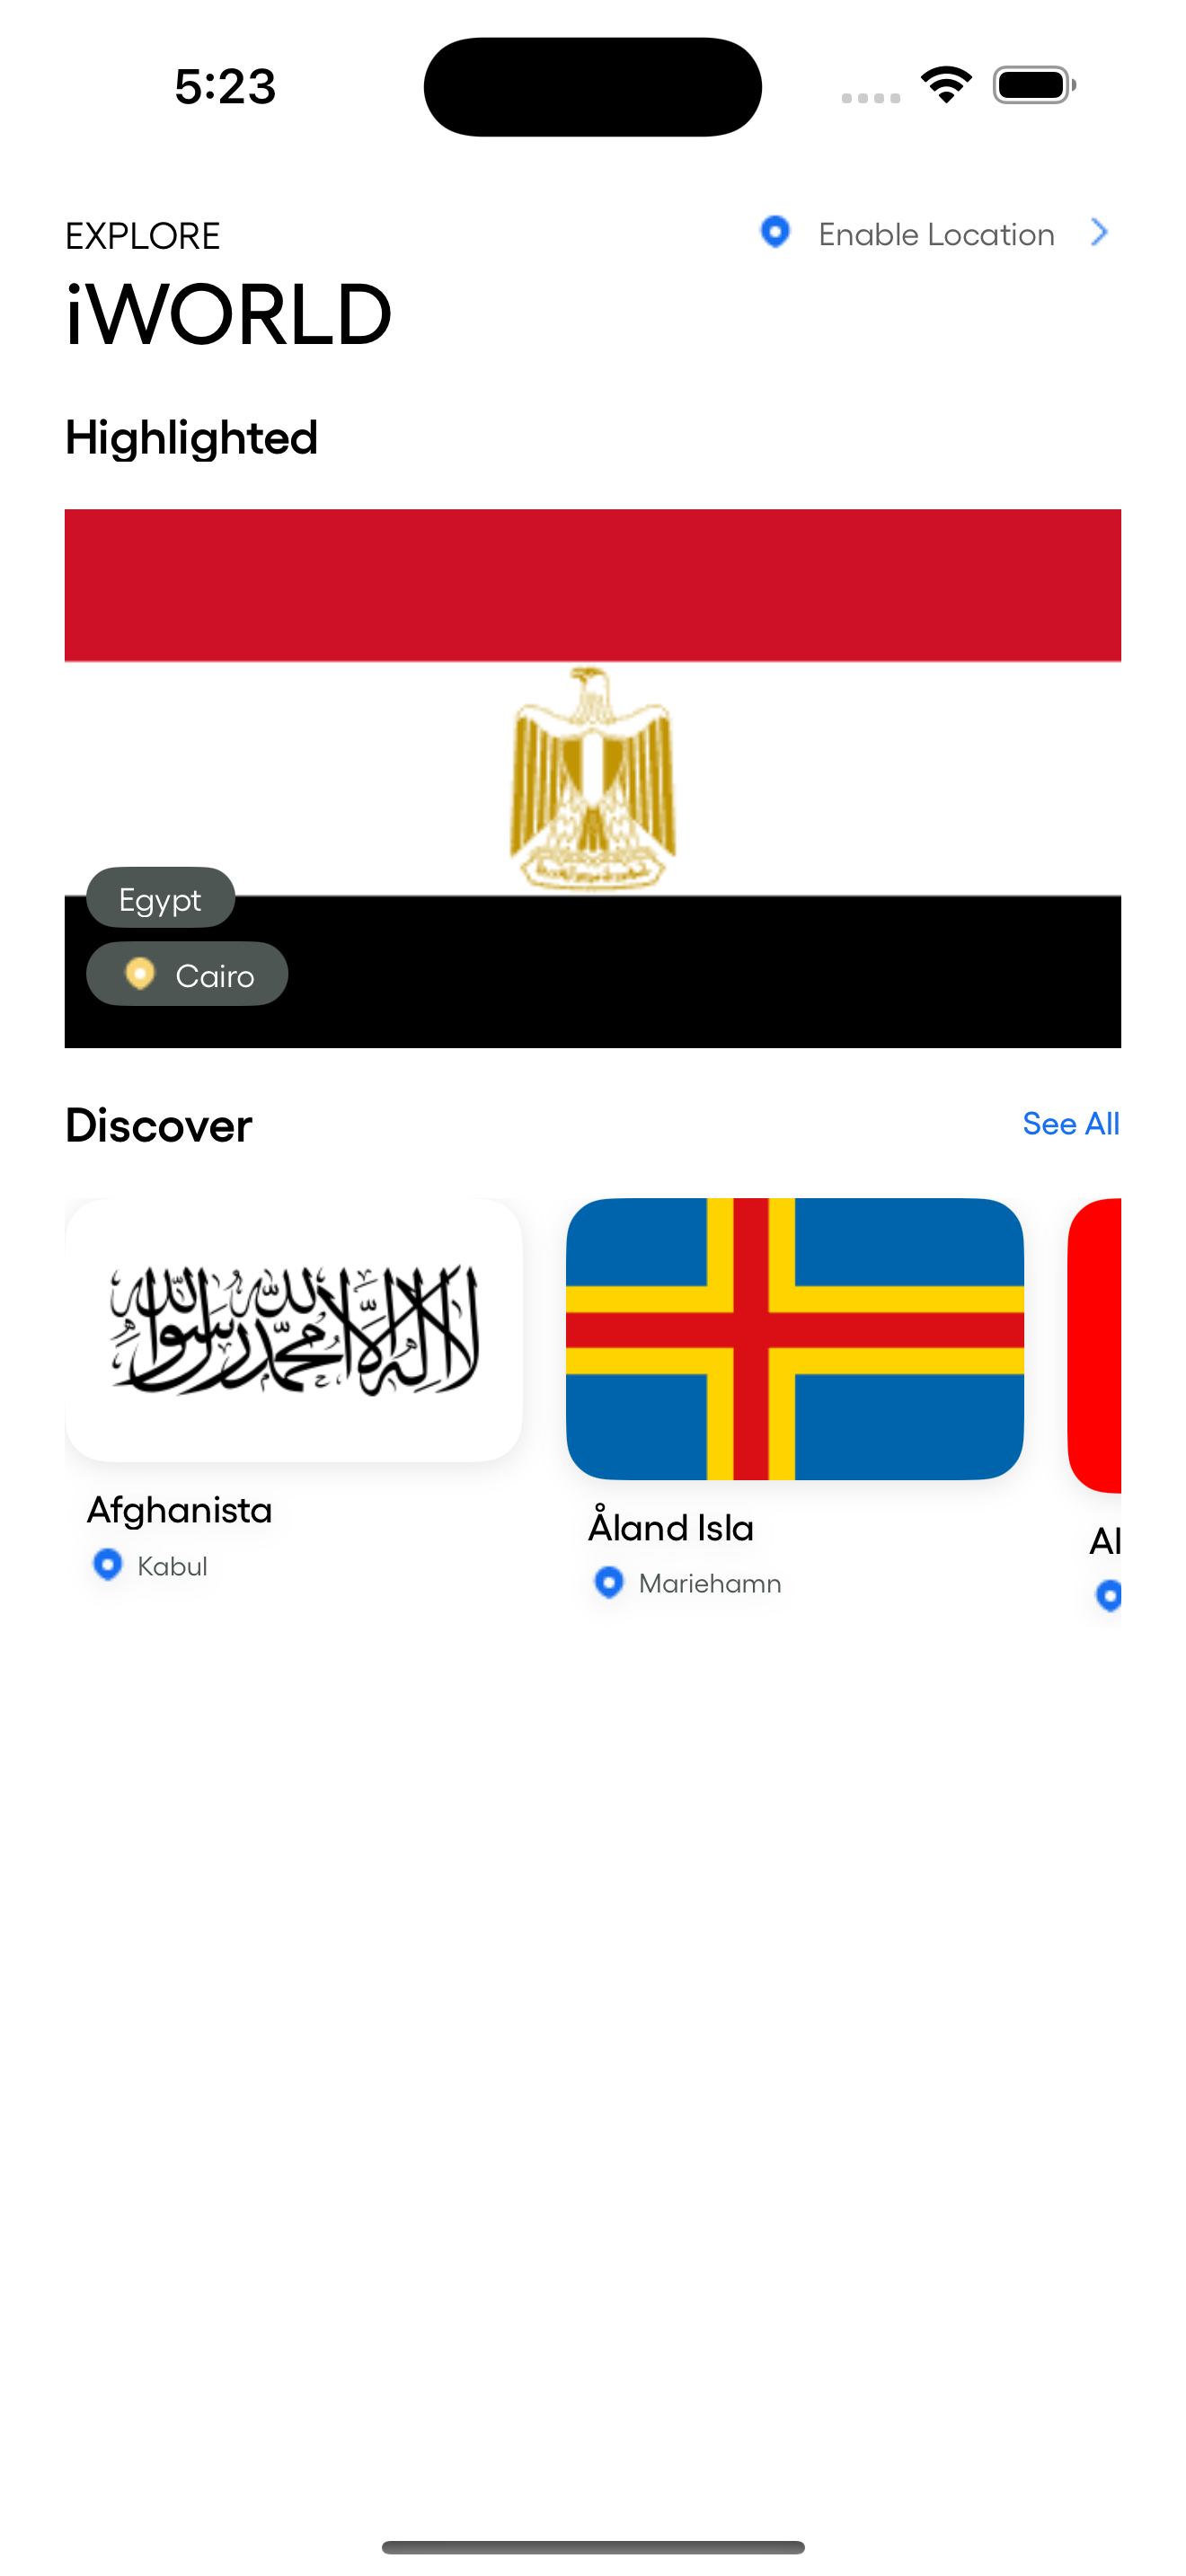 5:23
EXPLORE
Enable Location
iWORLD
Highlighted
Egypt
Cairo
Discover
See All
لا إله إلا الله محمد رسول الله
Afghanista
Kabul
Åland Isla
Mariehamn
Al